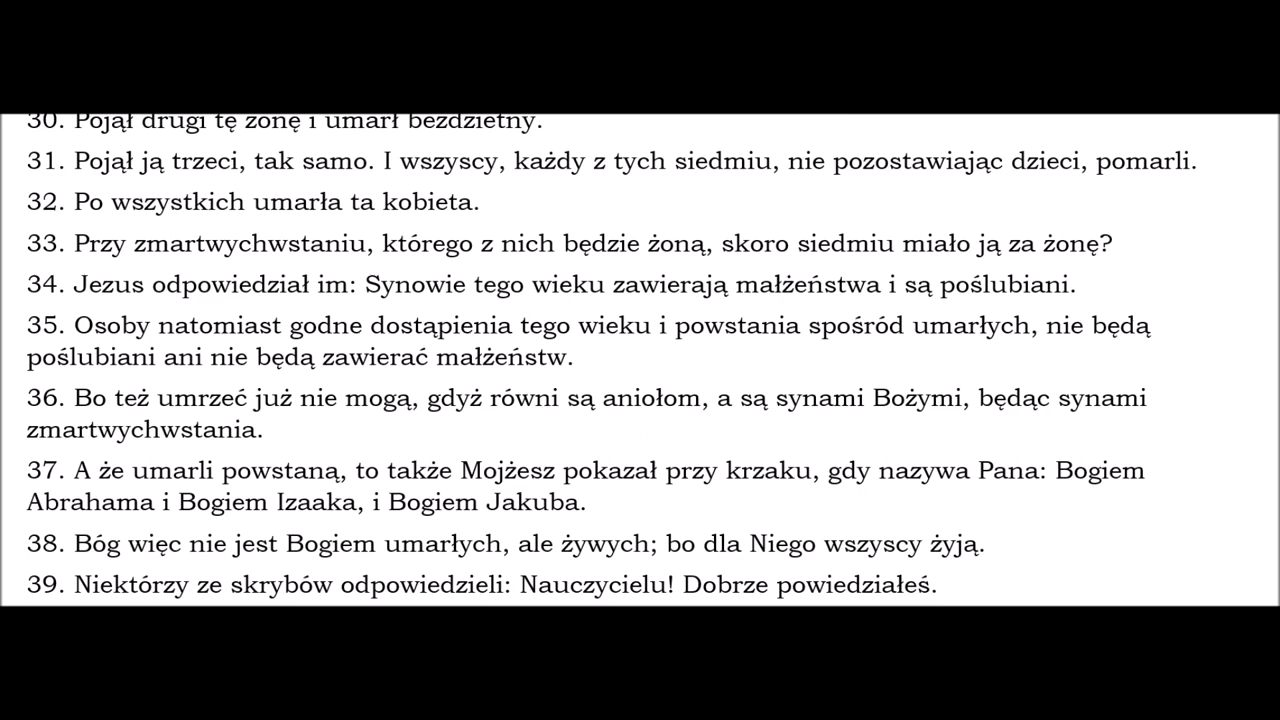 30. Pojął drugi tę żonę i umarł bezdzietny.
31. Pojął ją trzeci, tak samo. I wszyscy, każdy z tych siedmiu, nie pozostawiając dzieci, pomarli.
32. Po wszystkich umarła ta kobieta.
33. Przy zmartwychwstaniu, którego z nich będzie żoną, skoro siedmiu miało ją za żonę?
34. Jezus odpowiedział im: Synowie tego wieku zawierają małżeństwa i są poślubiani.
35. Osoby natomiast godne dostąpienia tego wieku i powstania spośród umarłych, nie będą
poślubiani ani nie będą zawierać małżeństw.
36. Bo też umrzeć już nie mogą, gdyż równi są aniołom, a są synami Bożymi, będąc synami
zmartwychwstania.
37. A że umarli powstaną, to także Mojżesz pokazał przy krzaku, gdy nazywa Pana: Bogiem
Abrahama i Bogiem Izaaka, i Bogiem Jakuba.
38. Bóg więc nie jest Bogiem umarłych, ale żywych; bo dla Niego wszyscy żyją.
39. Niektórzy ze skrybów odpowiedzieli: Nauczycielu! Dobrze powiedziałeś.